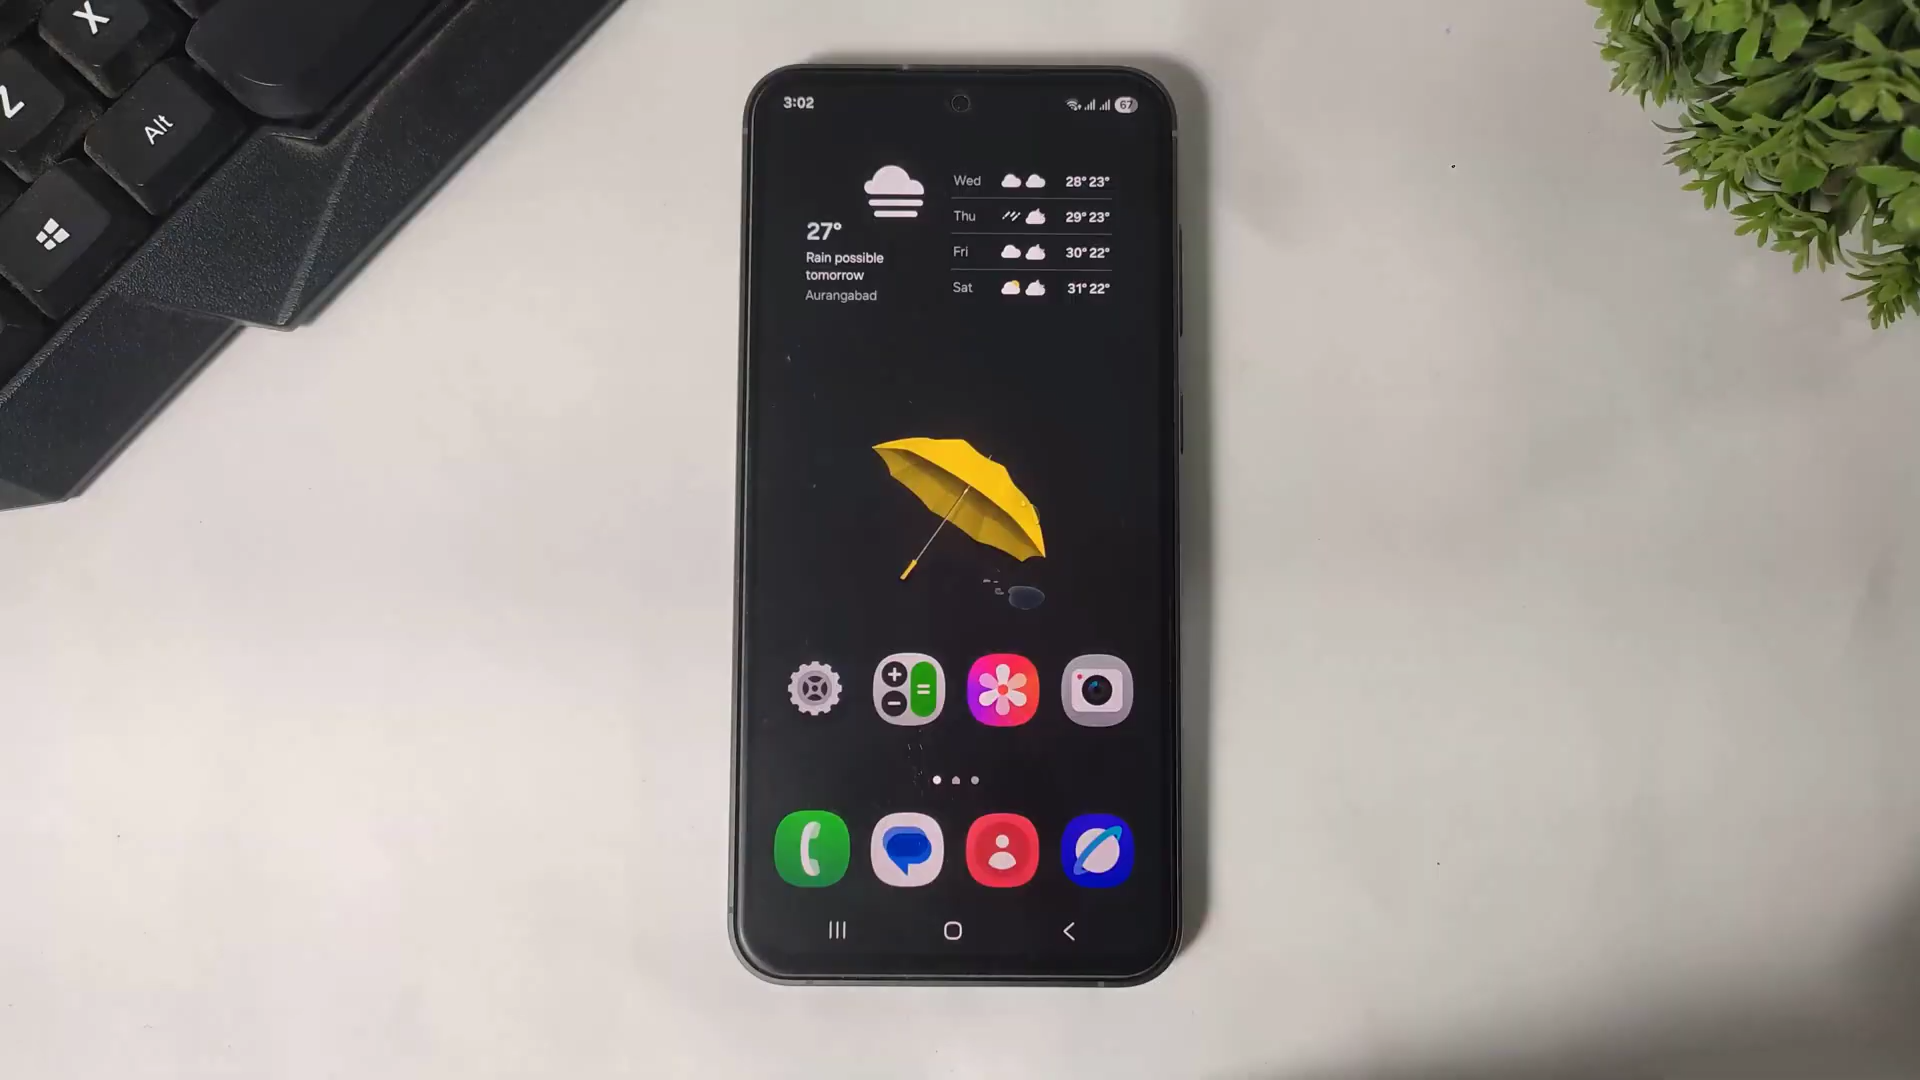 X
Z
Alt
3:02
67
27°
Rain possible
tomorrow
Aurangabad
Wed 28° 23°
Thu 29° 23°
Fri 30° 22°
Sat 31° 22°